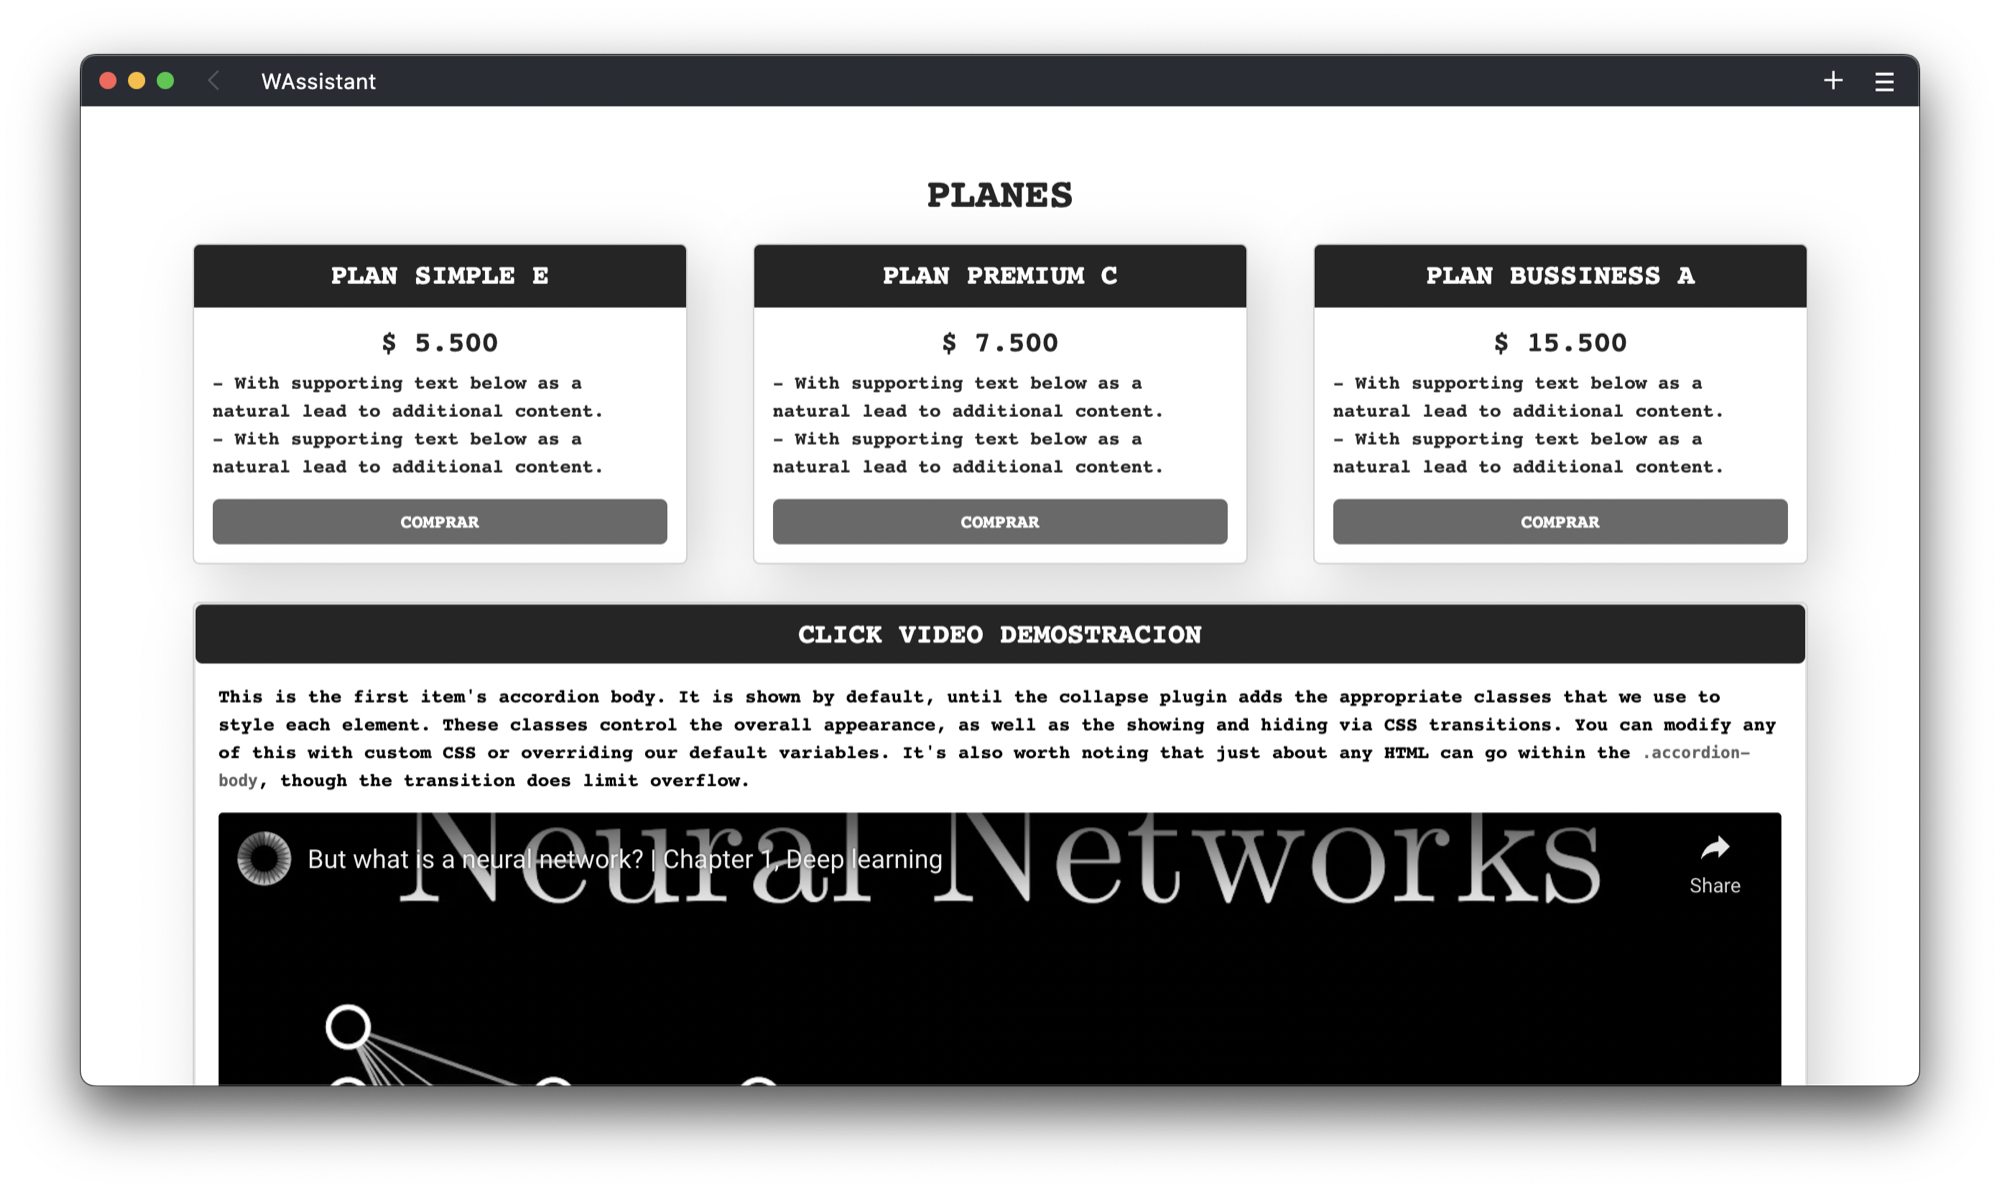 WAssistant
PLANES
PLAN SIMPLE E
$ 5.500
- With supporting text below as a
natural lead to additional content.
- With supporting text below as a
natural lead to additional content.
COMPRAR
PLAN PREMIUM C
$ 7.500
- With supporting text below as a
natural lead to additional content.
- With supporting text below as a
natural lead to additional content.
COMPRAR
PLAN BUSSINESS A
$ 15.500
- With supporting text below as a
natural lead to additional content.
- With supporting text below as a
natural lead to additional content.
COMPRAR
CLICK VIDEO DEMOSTRACION
This is the first item's accordion body. It is shown by default, until the collapse plugin adds the appropriate classes that we use to
style each element. These classes control the overall appearance, as well as the showing and hiding via CSS transitions. You can modify any
of this with custom CSS or overriding our default variables. It's also worth noting that just about any HTML can go within the .accordion-
body, though the transition does limit overflow.
Neural Networks
But what is a neural network? | Chapter 1, Deep learning
Share